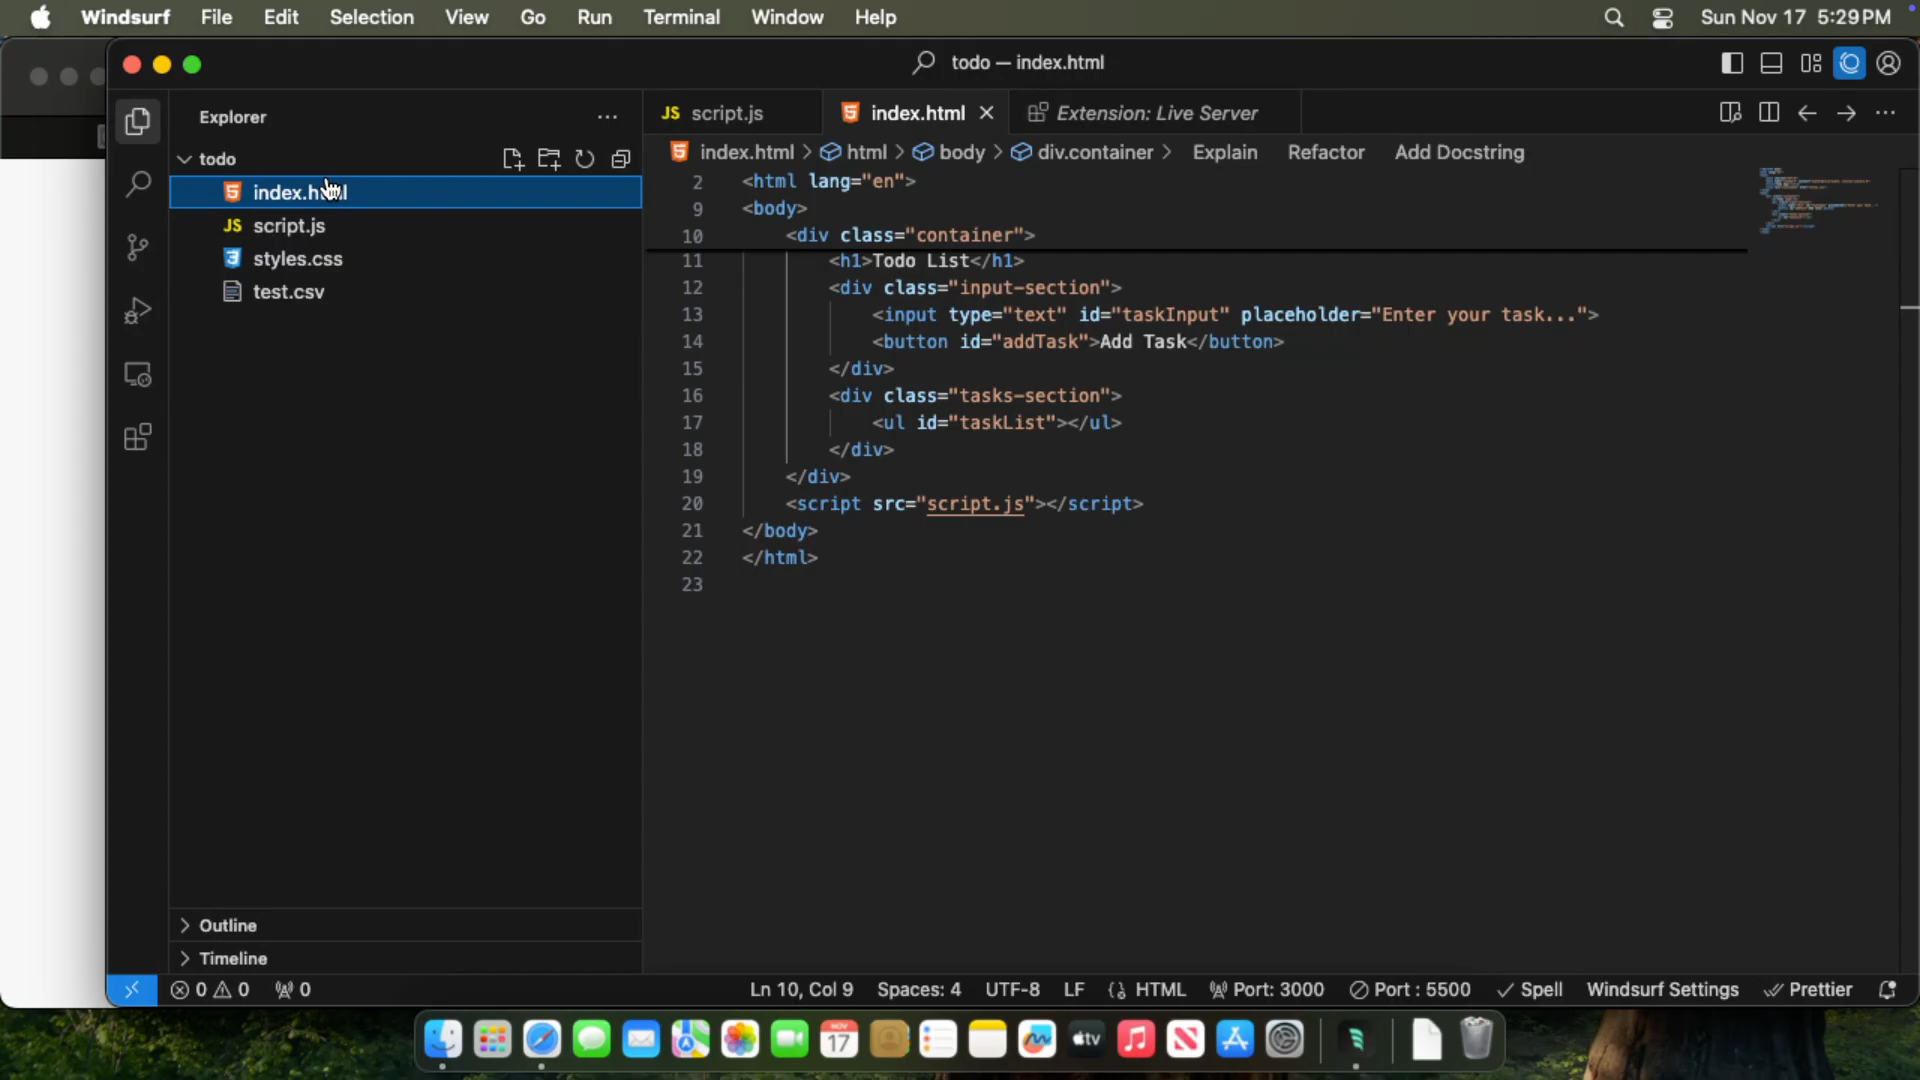 Windsurf File Edit Selection View Go Run Terminal Window Help Sun Nov 17 5:29 PM
todo — index.html
Explorer
todo
index.html
JS script.js
styles.css
test.csv
Outline
Timeline
JS script.js index.html Extension: Live Server
index.html > html > body > div.container > Explain Refactor Add Docstring
2 <html lang="en">
9 <body>
10 <div class="container">
11 <h1>Todo List</h1>
12 <div class="input-section">
13 <input type="text" id="taskInput" placeholder="Enter your task...">
14 <button id="addTask">Add Task</button>
15 </div>
16 <div class="tasks-section">
17 <ul id="taskList"></ul>
18 </div>
19 </div>
20 <script src="script.js"></script>
21 </body>
22 </html>
23
0 0 0 Ln 10, Col 9 Spaces: 4 UTF-8 LF HTML Port: 3000 Port : 5500 Spell Windsurf Settings Prettier
NOV
17
tv